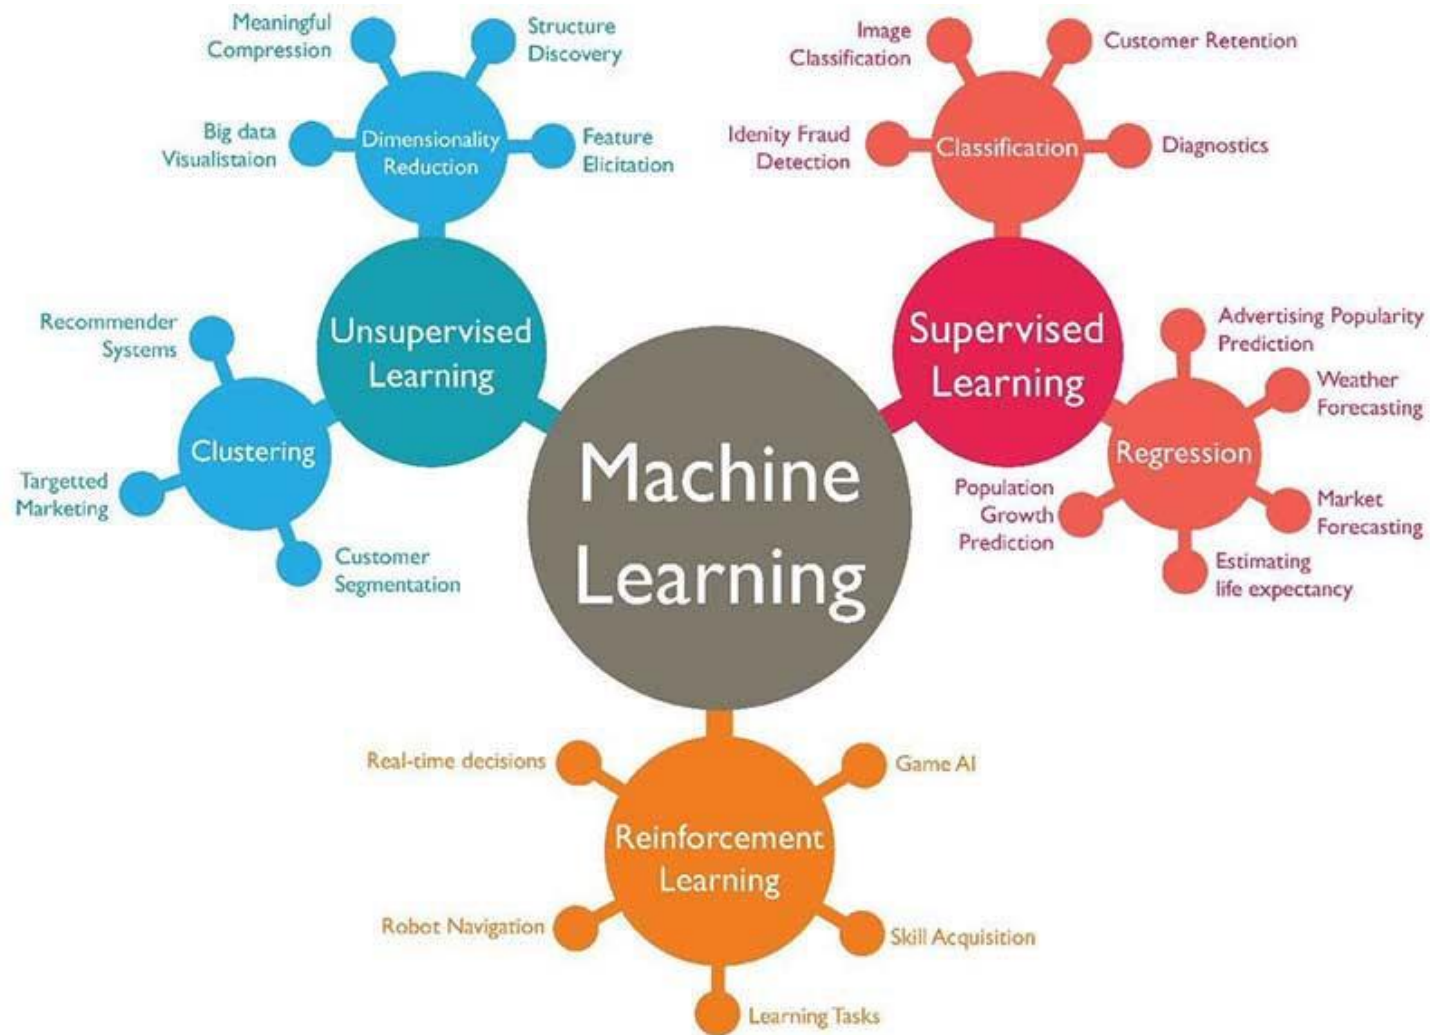 Meaningful
Compression
Structure
Discovery
Big data
Visualistaion
Dimensionality
Reduction
Feature
Elicitation
Image
Classification
Customer Retention
Idenity Fraud
Detection
Classification
Diagnostics
Unsupervised
Learning
Recommender
Systems
Clustering
Targetted
Marketing
Customer
Segmentation
Machine
Learning
Supervised
Learning
Advertising Popularity
Prediction
Weather
Forecasting
Regression
Population
Growth
Prediction
Market
Forecasting
Estimating
life expectancy
Real-time decisions
Game AI
Reinforcement
Learning
Robot Navigation
Skill Acquisition
Learning Tasks